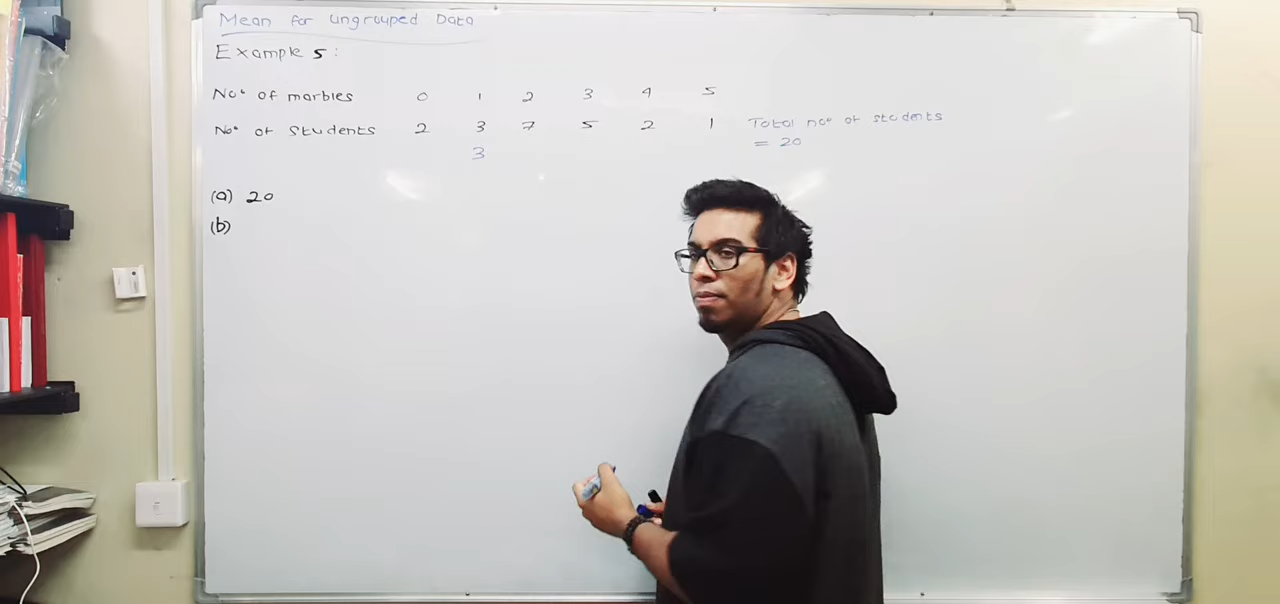 Mean for Ungrouped Data
Example 5:
No. of marbles 0 1 2 3 4 5
No. of students 2 3 7 5 2 1 Total no. of students
= 20
3
(a) 20
(b)